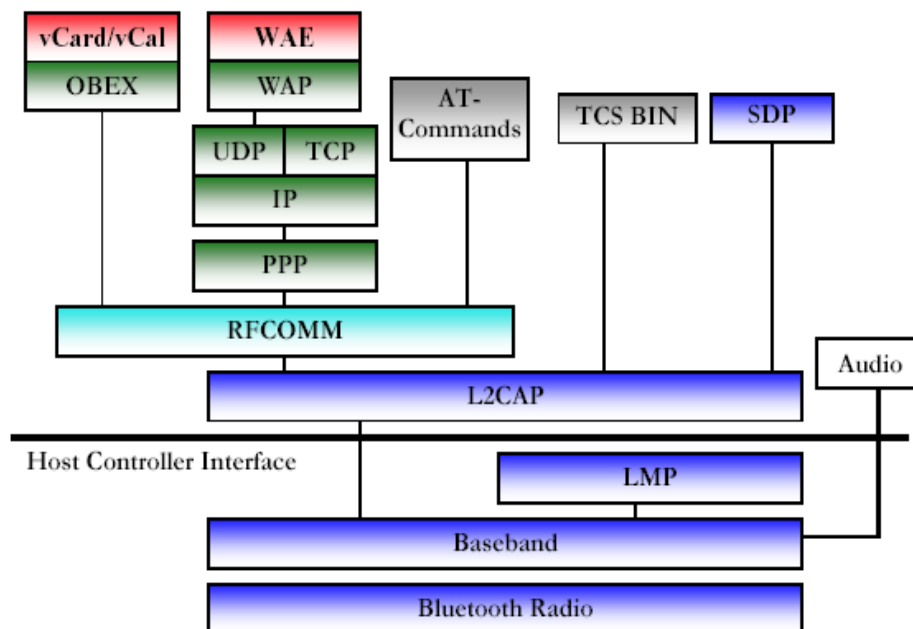 vCard/vCal
WAE
OBEX
WAP
AT-
Commands
TCS BIN
SDP
UDP
TCP
IP
PPP
RFCOMM
Audio
L2CAP
Host Controller Interface
LMP
Baseband
Bluetooth Radio